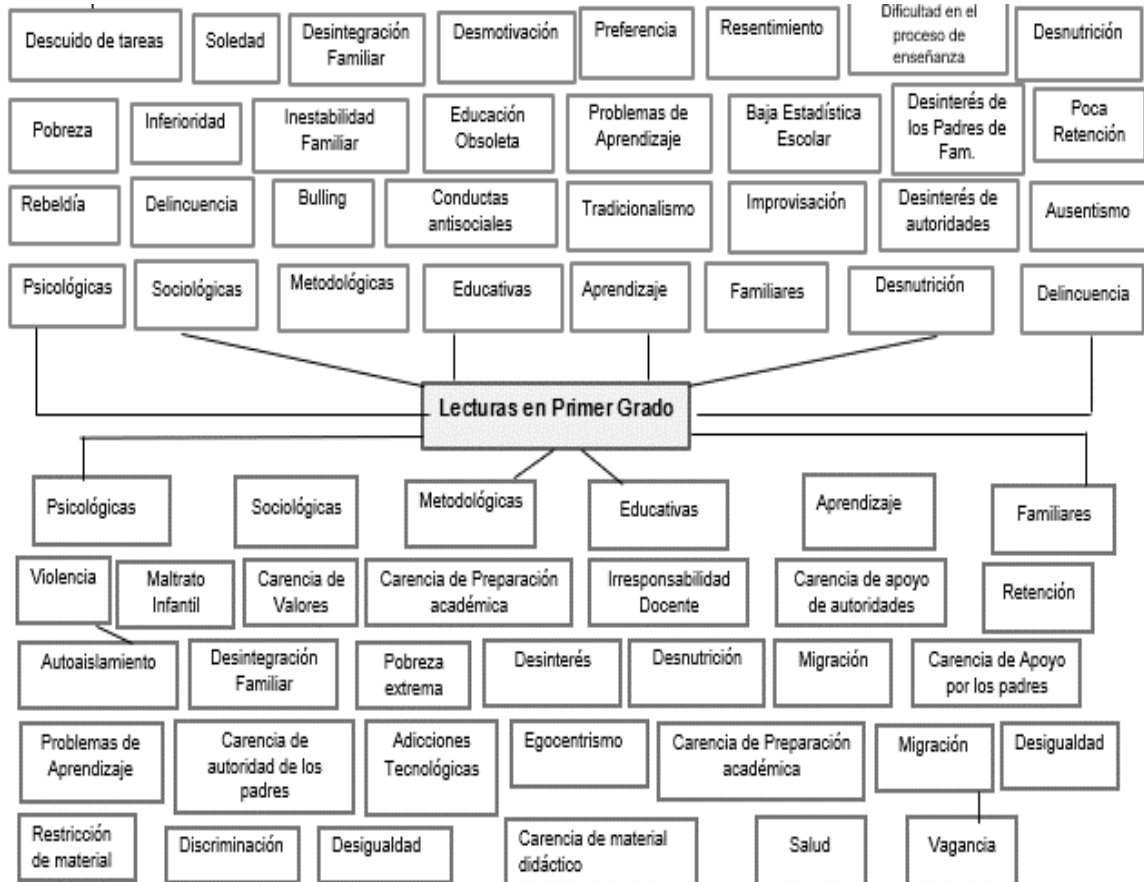 Descuido de tareas
Soledad
Desintegración
Familiar
Desmotivación
Preferencia
Resentimiento
Dificultad en el
proceso de
enseñanza
Desnutrición
Pobreza
Inferioridad
Inestabilidad
Familiar
Educación
Obsoleta
Problemas de
Aprendizaje
Baja Estadística
Escolar
Desinterés de
los Padres de
Fam.
Poca
Retención
Rebeldía
Delincuencia
Bulling
Conductas
antisociales
Tradicionalismo
Improvisación
Desinterés de
autoridades
Ausentismo
Psicológicas
Sociológicas
Metodológicas
Educativas
Aprendizaje
Familiares
Desnutrición
Delincuencia
Lecturas en Primer Grado
Psicológicas
Sociológicas
Metodológicas
Educativas
Aprendizaje
Familiares
Violencia
Maltrato
Infantil
Carencia de
Valores
Carencia de Preparación
académica
Irresponsabilidad
Docente
Carencia de apoyo
de autoridades
Retención
Autoaislamiento
Desintegración
Familiar
Pobreza
extrema
Desinterés
Desnutrición
Migración
Carencia de Apoyo
por los padres
Problemas de
Aprendizaje
Carencia de
autoridad de los
padres
Adicciones
Tecnológicas
Egocentrismo
Carencia de Preparación
académica
Migración
Desigualdad
Restricción
de material
Discriminación
Desigualdad
Carencia de material
didáctico
Salud
Vagancia